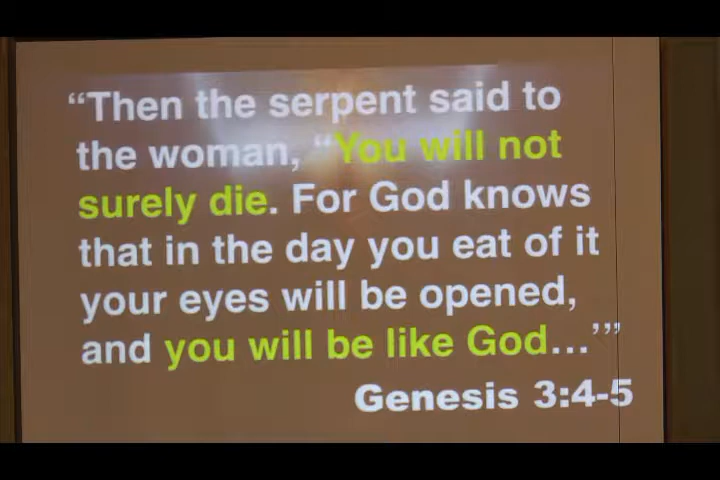 “Then the serpent said to
the woman, “You will not
surely die. For God knows
that in the day you eat of it
your eyes will be opened,
and you will be like God...’”
Genesis 3:4-5